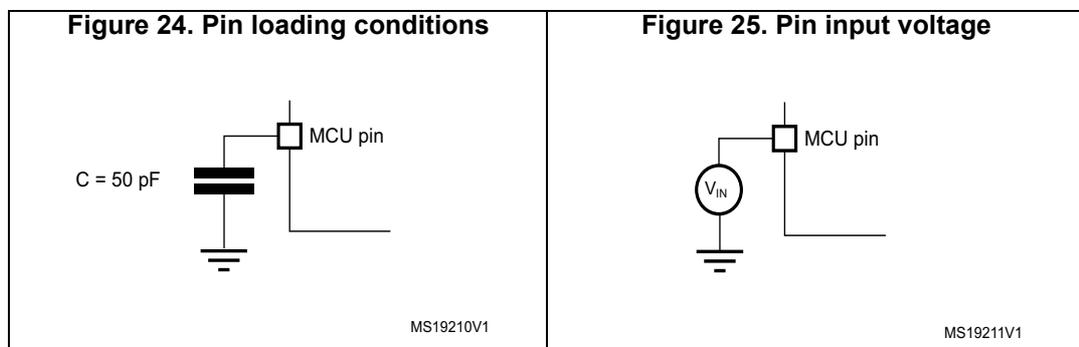 Figure 24. Pin loading conditions
MCU pin
C = 50 pF
MS19210V1
Figure 25. Pin input voltage
MCU pin
VIN
MS19211V1